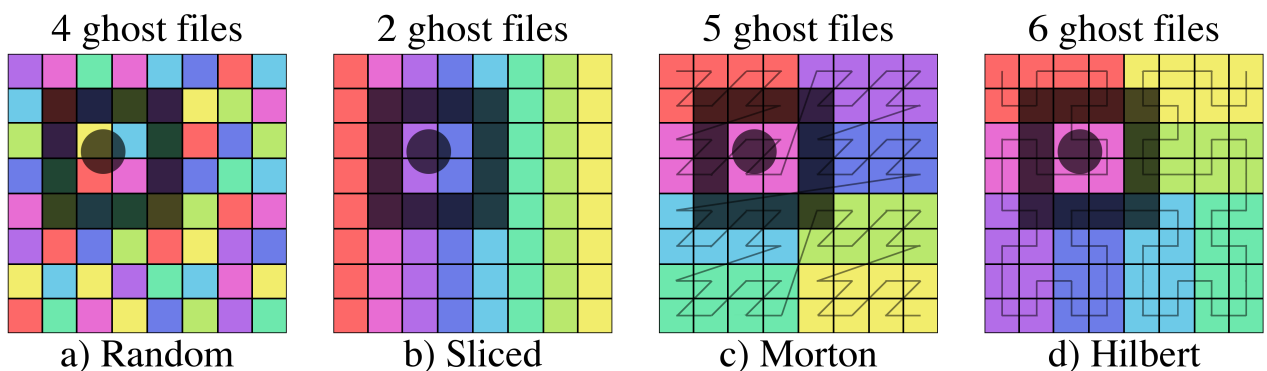 4 ghost files
2 ghost files
5 ghost files
6 ghost files
a) Random
b) Sliced
c) Morton
d) Hilbert